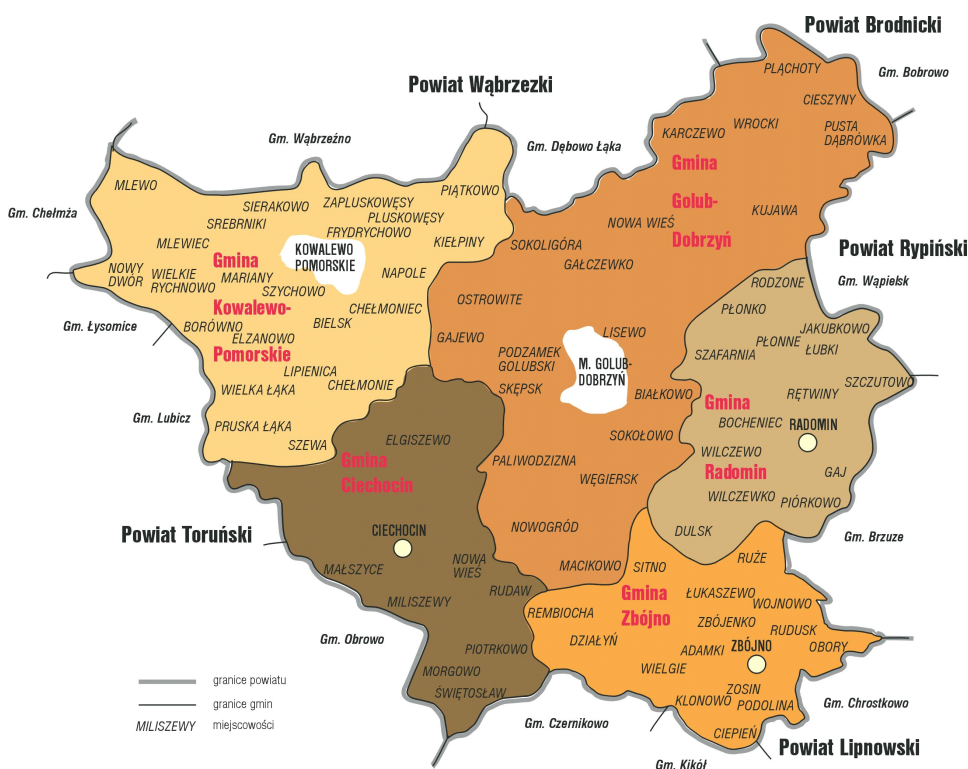 Powiat Brodnicki
Gm. Bobrowo
PLĄCHOTY
CIESZYNY
Powiat Wąbrzezki
WROCKI
KARCZEWO
PUSTA
DĄBRÓWKA
Gm. Wąbrzeźno
Gm. Dębowo Łąka
Gmina
Golub-
Dobrzyń
MLEWO
PIĄTKOWO
ZAPLUSKOWĘSY
SIERAKOWO
PLUSKOWĘSY
SREBRNIKI
FRYDRYCHOWO
Gm. Chełmża
KUJAWA
NOWA WIEŚ
MLEWIEC
KIEŁPINY
SOKOLIGÓRA
KOWALEWO
POMORSKIE
Powiat Rypiński
Gmina
Kowalewo-
Pomorskie
GAŁCZEWKO
NOWY
DWÓR
WIELKIE
RYCHNOWO
MARIANY
NAPOLE
RODZONE
Gm. Wąpielsk
SZYCHOWO
OSTROWITE
CHEŁMONIEC
PŁONKO
Gm. Łysomice
BORÓWNO
BIELSK
ELZANOWO
GAJEWO
LISEWO
JAKUBKOWO
PŁONNE
ŁUBKI
PODZAMEK
GOLUBSKI
SZAFARNIA
M. GOLUB-
DOBRZYŃ
LIPIENICA
CHEŁMONIE
SKĘPSK
WIELKA ŁĄKA
BIAŁKOWO
RĘTWINY
SZCZUTOWO
Gmina
Radomin
Gm. Lubicz
PRUSKA ŁĄKA
BOCHENIEC
RADOMIN
SZEWA
ELGISZEWO
SOKOŁOWO
WILCZEWO
Gmina
Ciechocin
PALIWODZIZNA
WĘGIERSK
GAJ
WILCZEWKO
PIÓRKOWO
Powiat Toruński
CIECHOCIN
NOWOGRÓD
DULSK
Gm. Brzuze
NOWA
WIEŚ
MAŁSZYCE
MACIKOWO
SITNO
RUŻE
RUDAW
Gmina
Zbójno
ŁUKASZEWO
MILISZEWY
REMBIOCHA
WOJNOWO
ZBÓJENKO
RUDUSK
Gm. Obrowo
DZIAŁYŃ
PIOTRKOWO
ADAMKI
ZBÓJNO
OBORY
MORGOWO
WIELGIE
ŚWIĘTOSŁAW
ZOSIN
KLONOWO
PODOLINA
Gm. Chrostkowo
Gm. Czernikowo
CIEPIEŃ
Powiat Lipnowski
Gm. Kikół
granice powiatu
granice gmin
MILISZEWY miejscowości